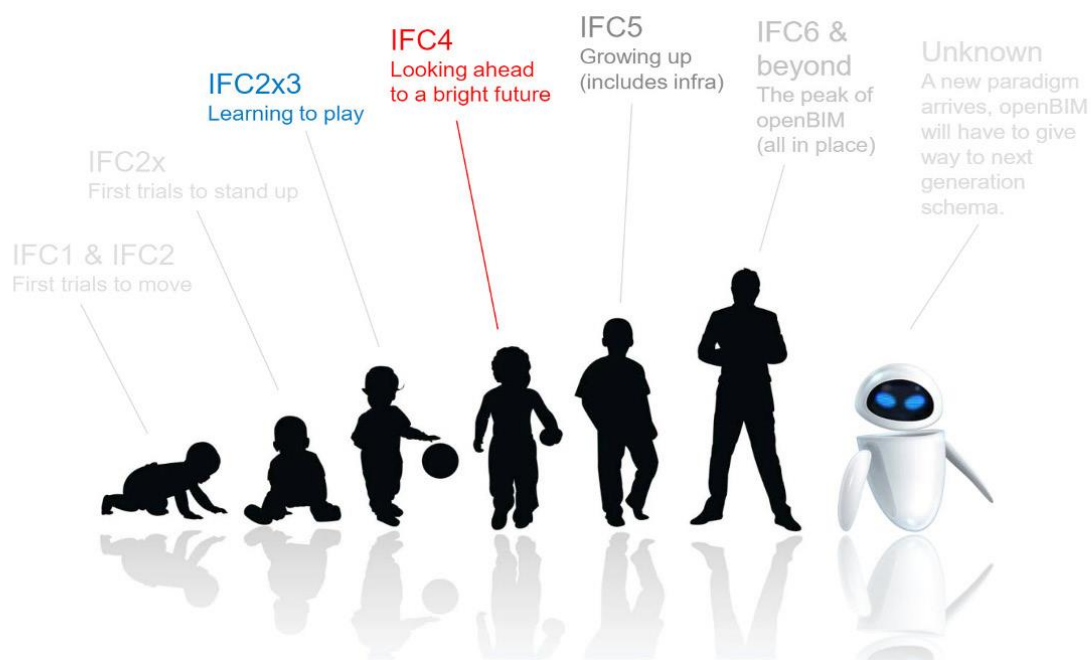 IFC1 & IFC2
First trials to move
IFC2x
First trials to stand up
IFC2x3
Learning to play
IFC4
Looking ahead
to a bright future
IFC5
Growing up
(includes infra)
IFC6 &
beyond
The peak of
openBIM
(all in place)
Unknown
A new paradigm
arrives, openBIM
will have to give
way to next
generation
schema.